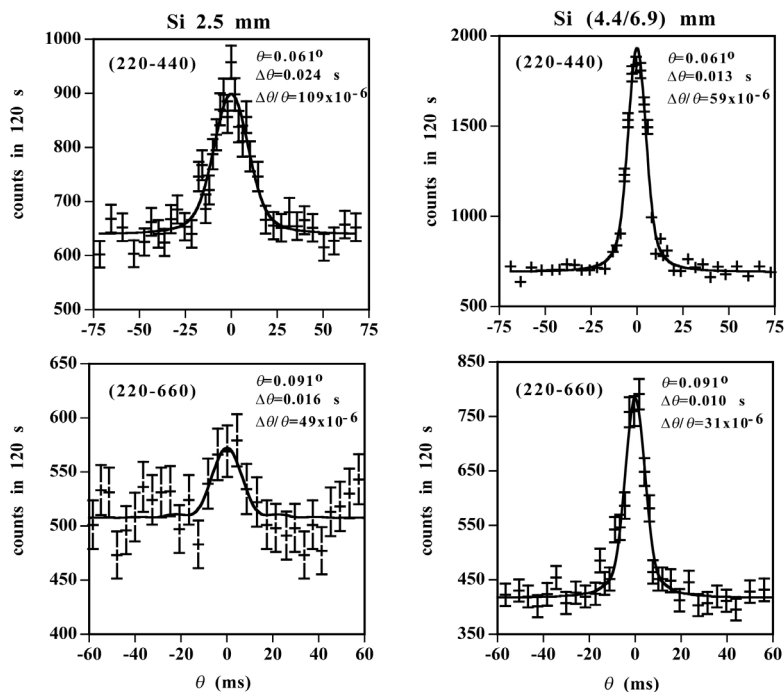 Si 2.5 mm
1000
900
800
700
600
500
counts in 120 s
(220-440)
θ=0.061º
Δθ=0.024 s
Δθ/θ=109x10-6
-75 -50 -25 0 25 50 75
Si (4.4/6.9) mm
2000
1500
1000
500
counts in 120 s
(220-440)
θ=0.061º
Δθ=0.013 s
Δθ/θ=59x10-6
-75 -50 -25 0 25 50 75
650
600
550
500
450
400
counts in 120 s
(220-660)
θ=0.091º
Δθ=0.016 s
Δθ/θ=49x10-6
-60 -40 -20 0 20 40 60
θ (ms)
850
750
650
550
450
350
counts in 120 s
(220-660)
θ=0.091º
Δθ=0.010 s
Δθ/θ=31x10-6
-60 -40 -20 0 20 40 60
θ (ms)